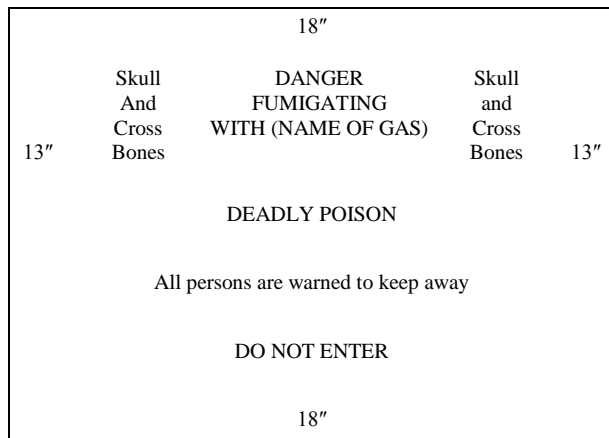 18″
Skull DANGER Skull
And FUMIGATING and
Cross WITH (NAME OF GAS) Cross
13″ Bones Bones 13″
DEADLY POISON
All persons are warned to keep away
DO NOT ENTER
18″